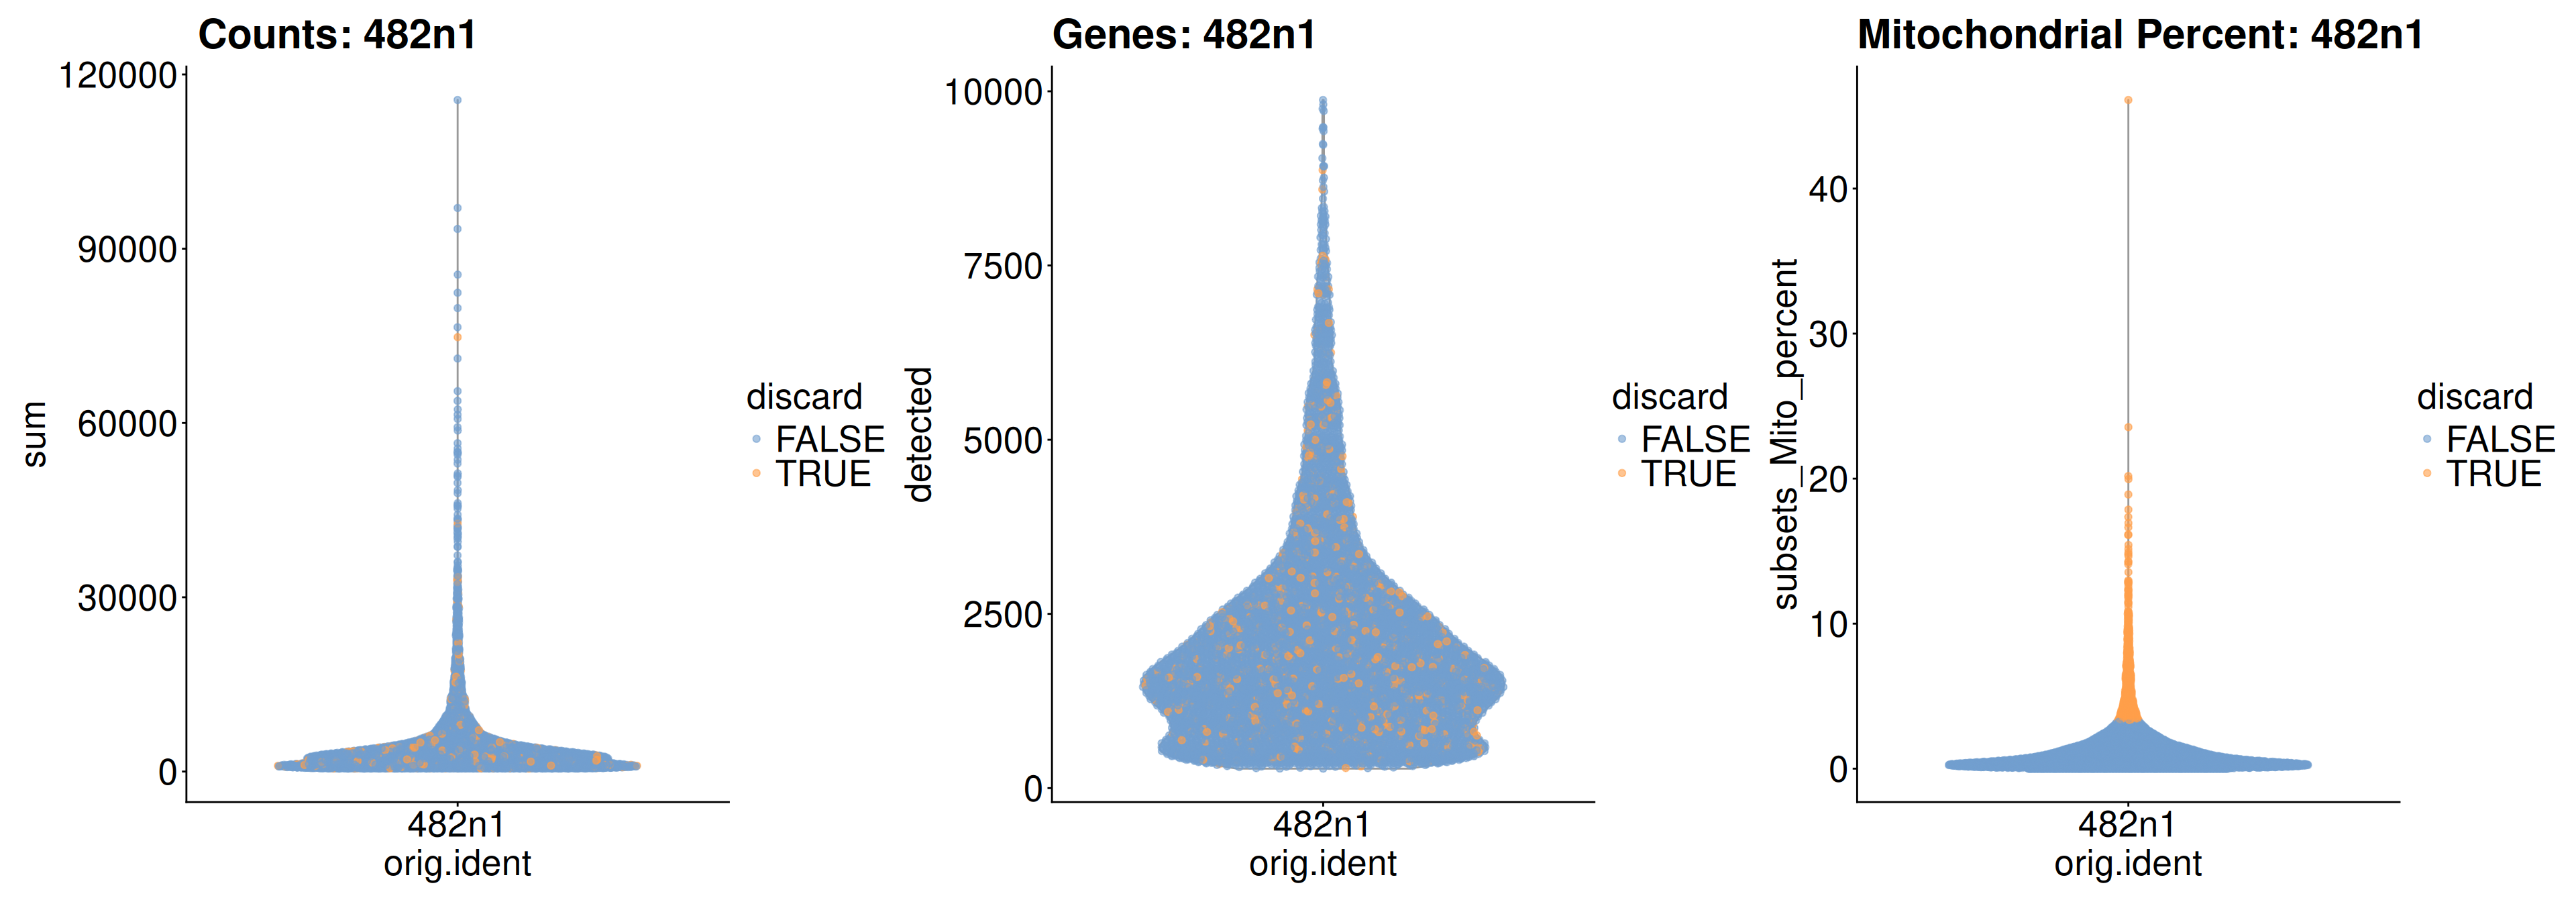 Counts: 482n1
120000
90000
60000
30000
0
sum
482n1
orig.ident
discard
FALSE
TRUE
Genes: 482n1
10000
7500
5000
2500
0
detected
482n1
orig.ident
discard
FALSE
TRUE
Mitochondrial Percent: 482n1
40
30
20
10
0
subsets_Mito_percent
482n1
orig.ident
discard
FALSE
TRUE